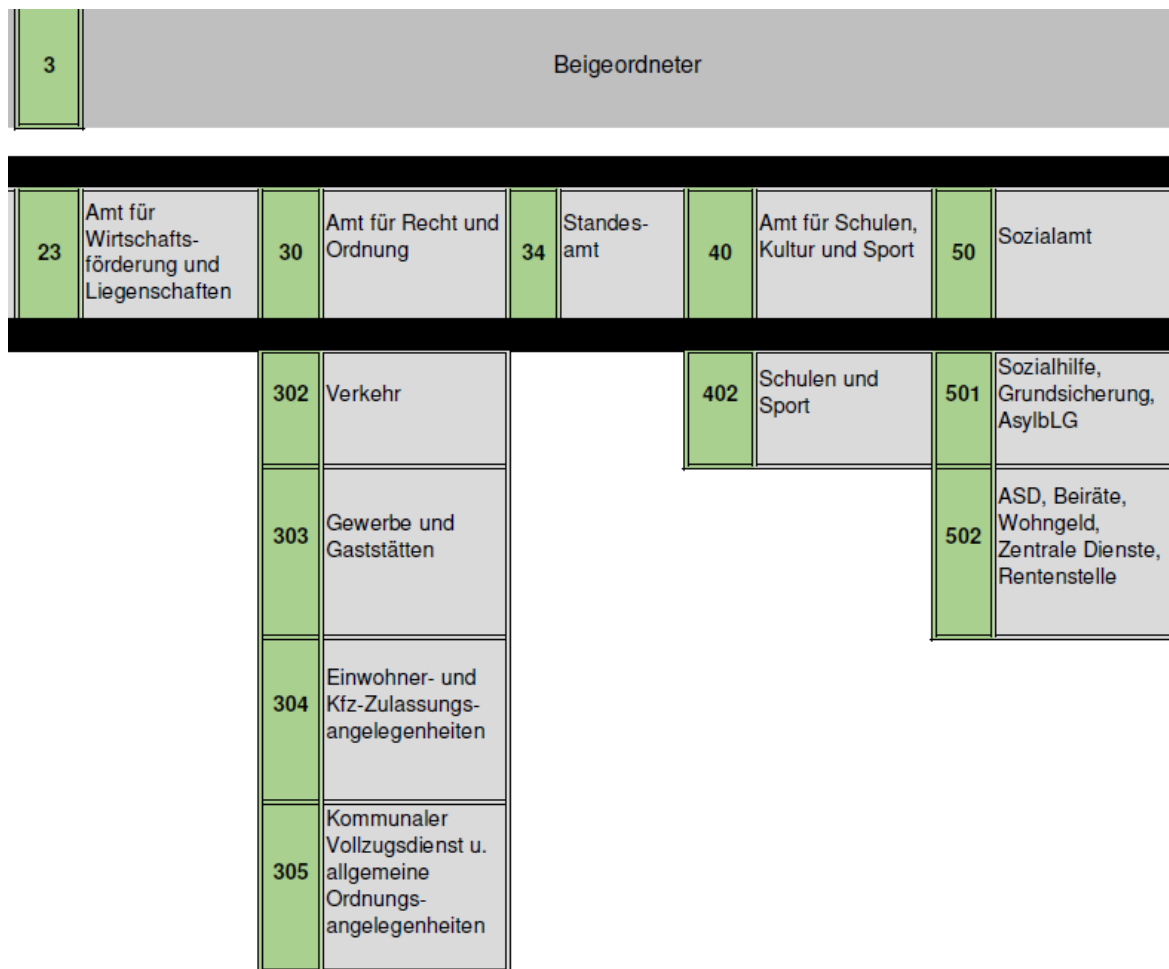 3
Beigeordneter
23
Amt für
Wirtschafts-
förderung und
Liegenschaften
30
Amt für Recht und
Ordnung
34
Standes-
amt
40
Amt für Schulen,
Kultur und Sport
50
Sozialamt
302
Verkehr
402
Schulen und
Sport
501
Sozialhilfe,
Grundsicherung,
AsylbLG
303
Gewerbe und
Gaststätten
502
ASD, Beiräte,
Wohngeld,
Zentrale Dienste,
Rentenstelle
304
Einwohner- und
Kfz-Zulassungs-
angelegenheiten
305
Kommunaler
Vollzugsdienst u.
allgemeine
Ordnungs-
angelegenheiten